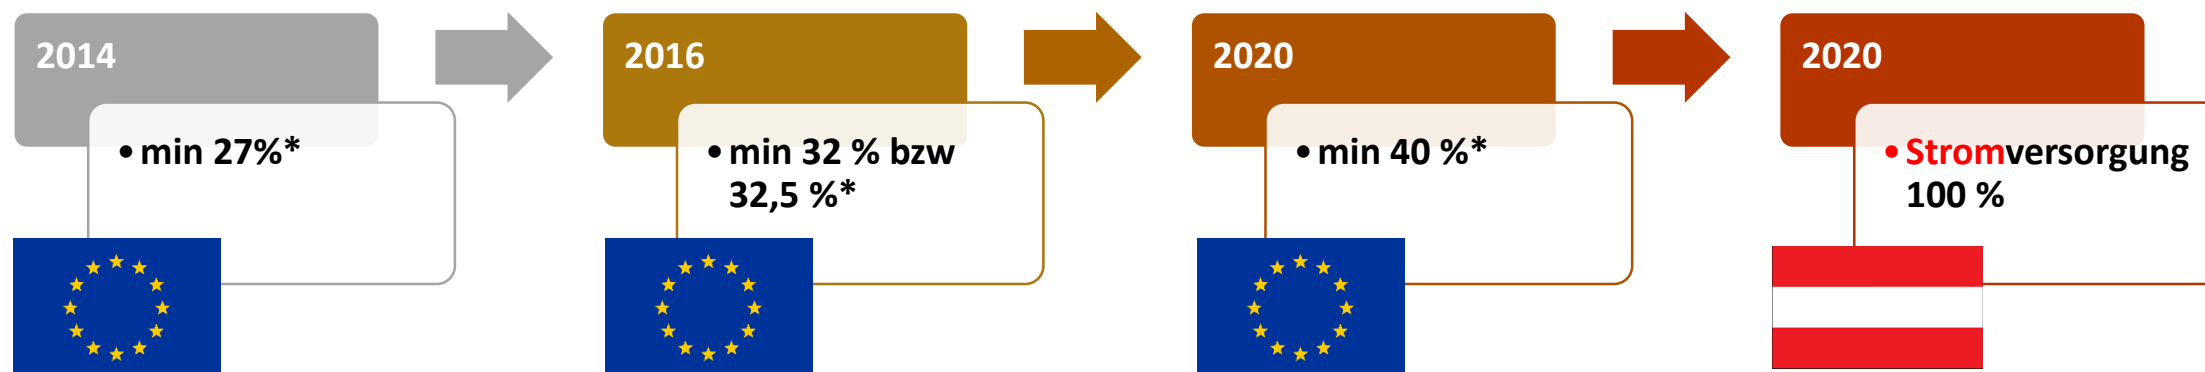 2014
• min 27%*
2016
• min 32 % bzw
32,5 %*
2020
• min 40 %*
2020
• Stromversorgung
100 %